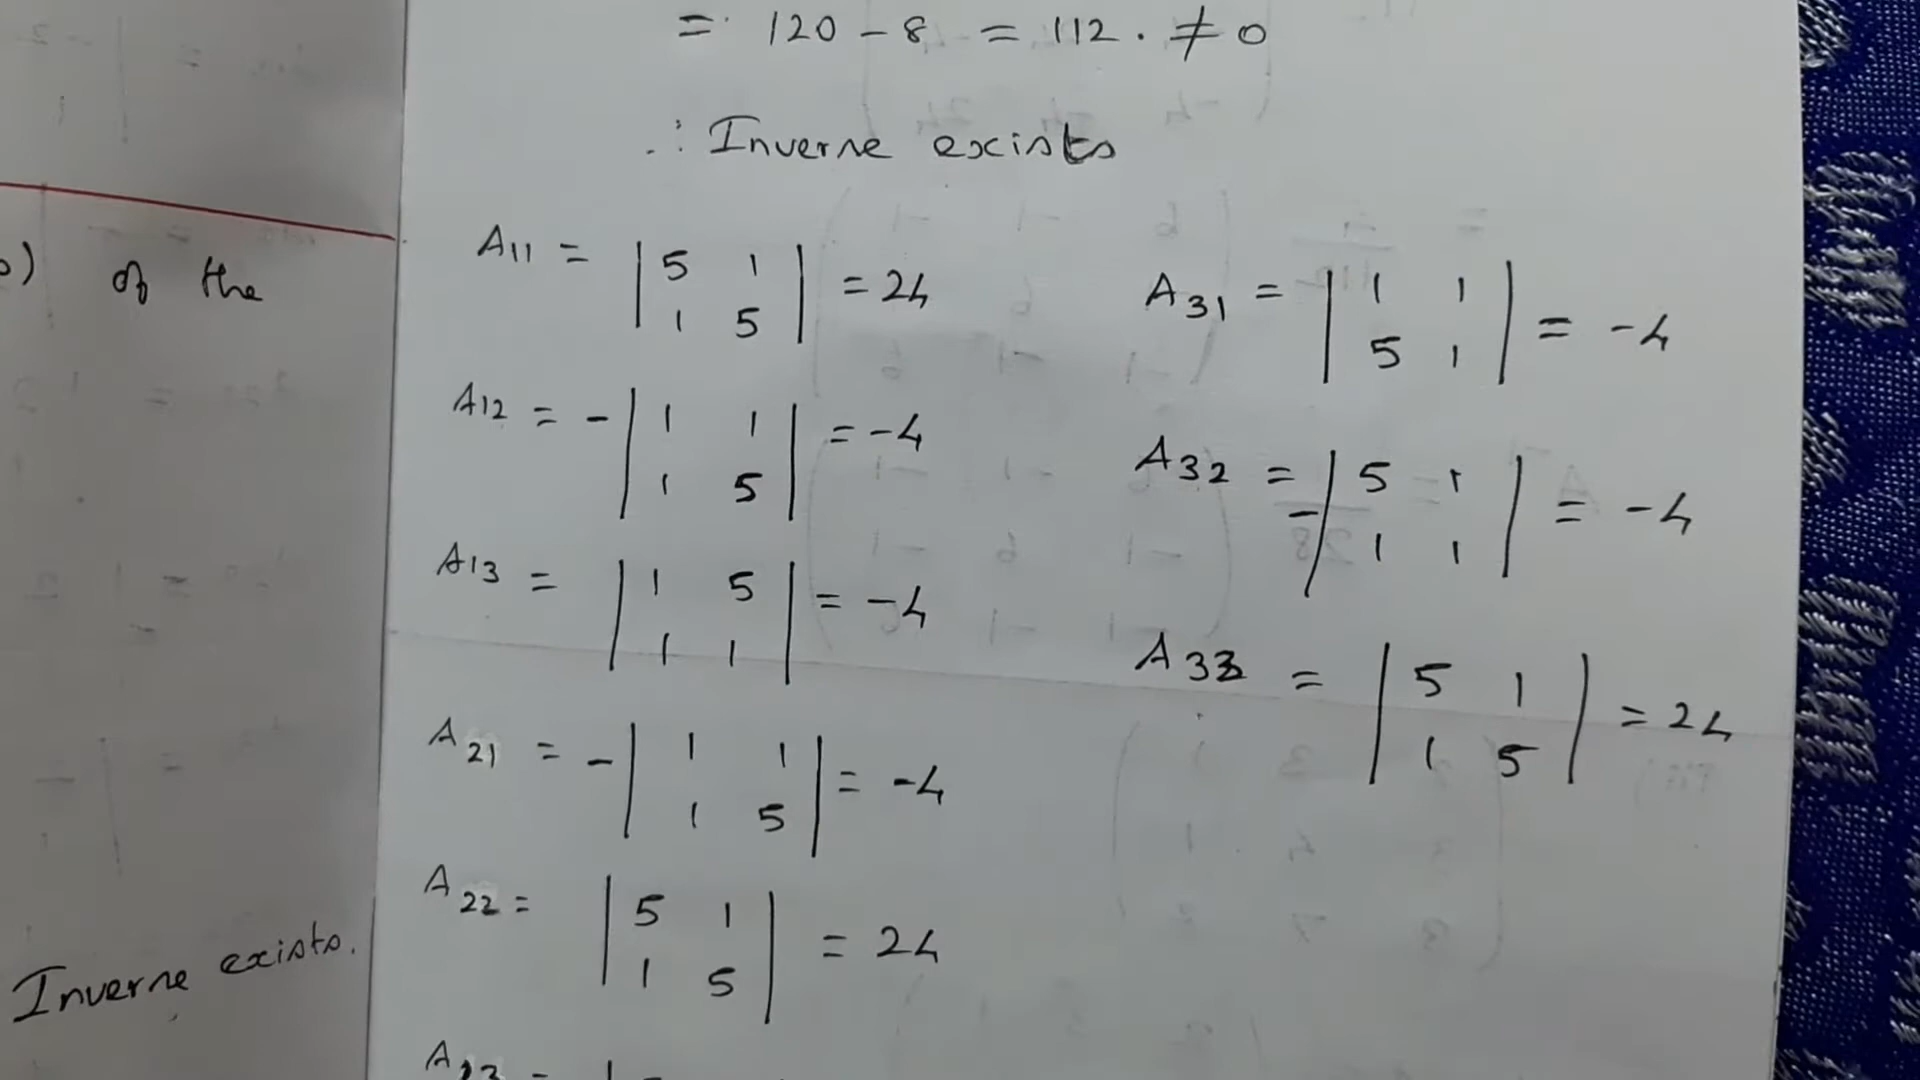 = 120 - 8 = 112. ≠ 0
∴ Inverse exists
A11 = | 5 1 | = 24
| 1 5 |
A12 = - | 1 1 | = -4
| 1 5 |
A13 = | 1 5 | = -4
| 1 1 |
A21 = - | 1 1 | = -4
| 1 5 |
A22 = | 5 1 | = 24
| 1 5 |
A31 = | 1 1 | = -4
| 5 1 |
A32 = - | 5 1 | = -4
| 1 1 |
A33 = | 5 1 | = 24
| 1 5 |
of the
Inverse exists.